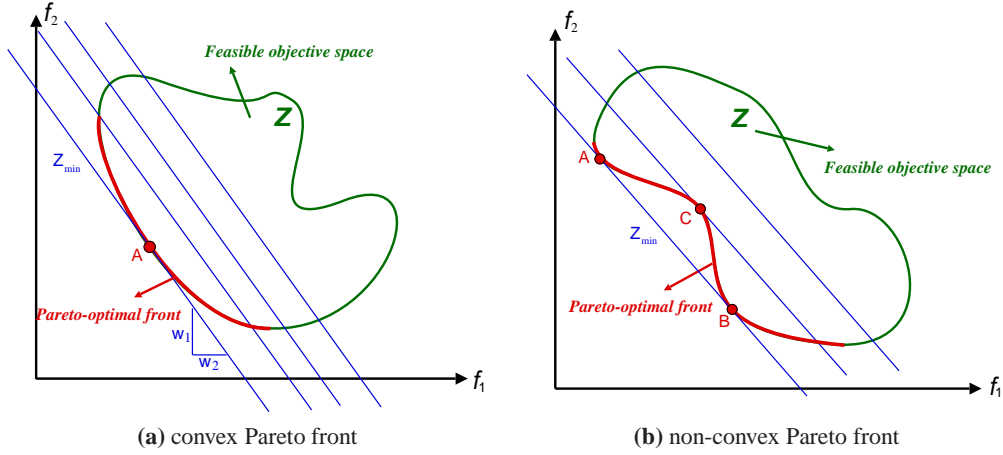 f2
Feasible objective space
Z
Zmin
A
Pareto-optimal front
w1
w2
f1
(a) convex Pareto front
f2
Z
Feasible objective space
A
C
Zmin
Pareto-optimal front
B
f1
(b) non-convex Pareto front